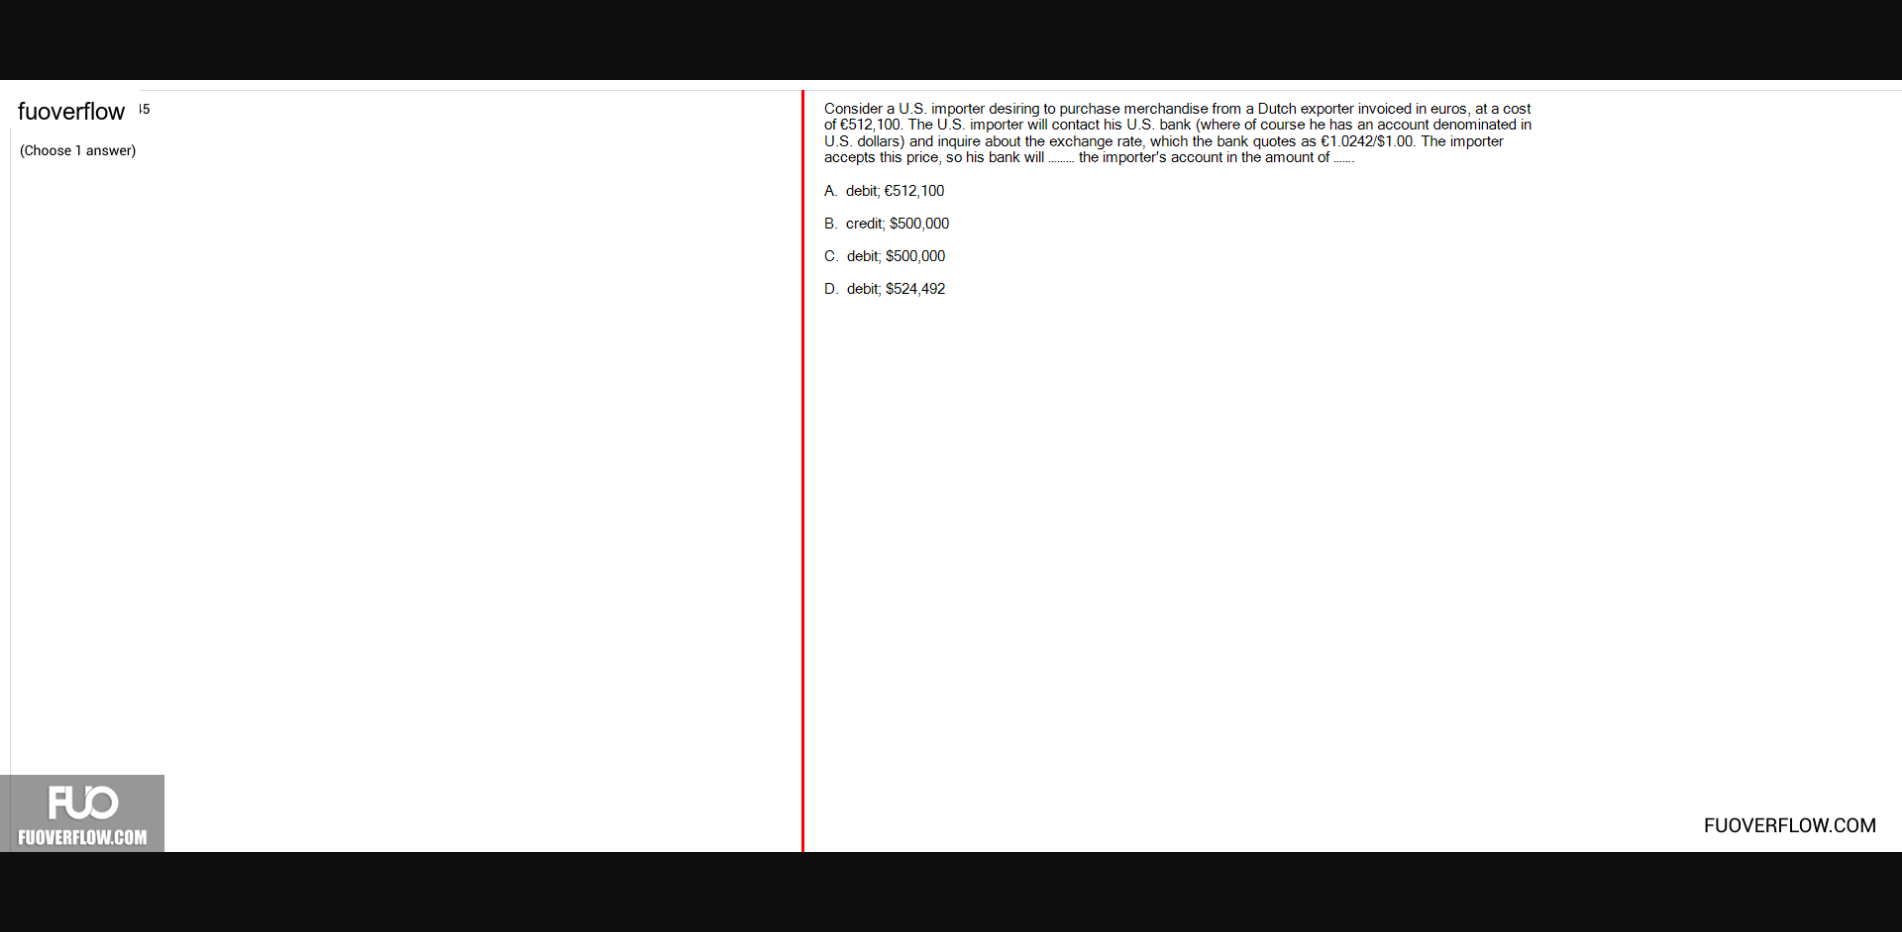 fuoverflow
45
(Choose 1 answer)
Consider a U.S. importer desiring to purchase merchandise from a Dutch exporter invoiced in euros, at a cost
of €512,100. The U.S. importer will contact his U.S. bank (where of course he has an account denominated in
U.S. dollars) and inquire about the exchange rate, which the bank quotes as €1.0242/$1.00. The importer
accepts this price, so his bank will ......... the importer's account in the amount of .......
A. debit; €512,100
B. credit; $500,000
C. debit; $500,000
D. debit; $524,492
FUO
FUOVERFLOW.COM
FUOVERFLOW.COM